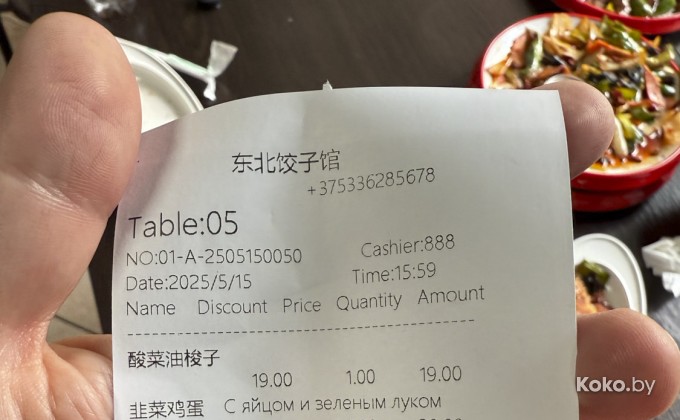 东北饺子馆
+375336285678
Table:05
NO:01-A-2505150050 Cashier:888
Date:2025/5/15 Time:15:59
Name Discount Price Quantity Amount
酸菜油梭子
19.00 1.00 19.00
韭菜鸡蛋 С яйцом и зеленым луком
Koko.by